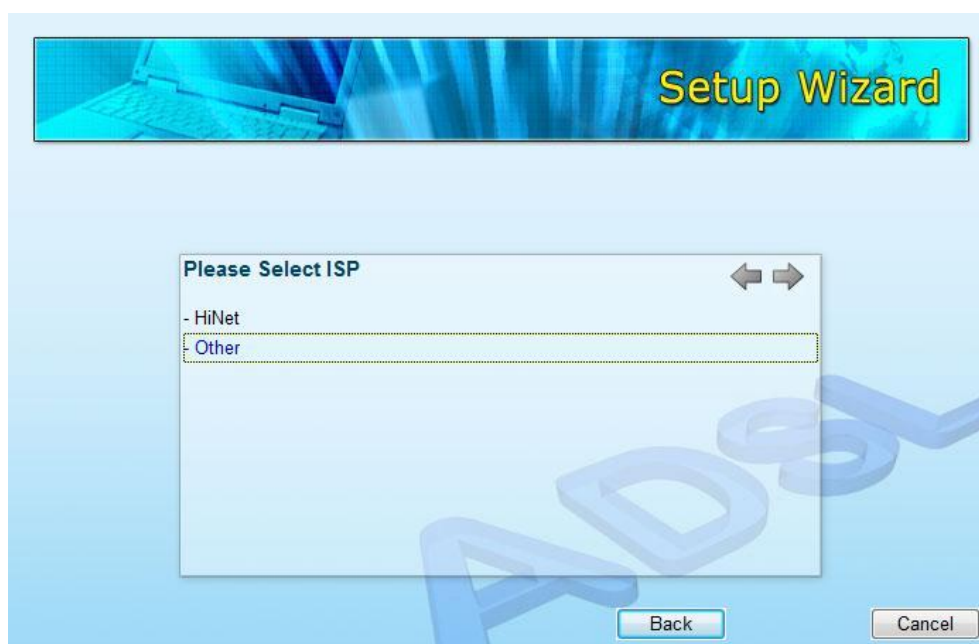 Setup Wizard
Please Select ISP
- HiNet
- Other
ADSL
Back
Cancel